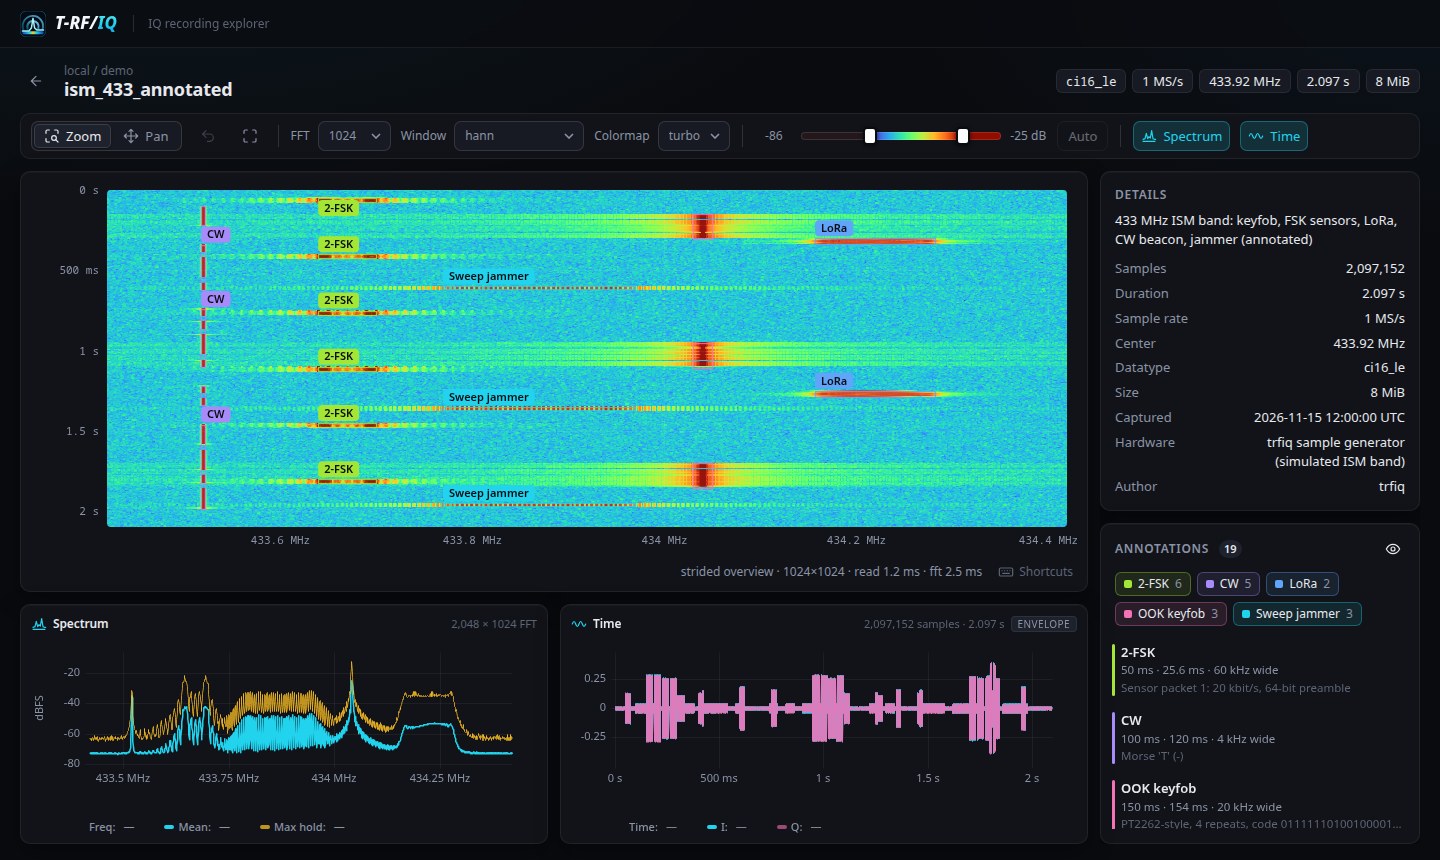 T-RF/IQ IQ recording explorer
local / demo
ism_433_annotated
ci16_le 1 MS/s 433.92 MHz 2.097 s 8 MiB
Zoom Pan FFT 1024 Window hann Colormap turbo -86 -25 dB Auto Spectrum Time
0 s
500 ms
1 s
1.5 s
2 s
2-FSK
CW
LoRa
2-FSK
Sweep jammer
CW
2-FSK
2-FSK
LoRa
Sweep jammer
CW
2-FSK
2-FSK
Sweep jammer
433.6 MHz 433.8 MHz 434 MHz 434.2 MHz 434.4 MHz
strided overview · 1024×1024 · read 1.2 ms · fft 2.5 ms Shortcuts
DETAILS
433 MHz ISM band: keyfob, FSK sensors, LoRa,
CW beacon, jammer (annotated)
Samples 2,097,152
Duration 2.097 s
Sample rate 1 MS/s
Center 433.92 MHz
Datatype ci16_le
Size 8 MiB
Captured 2026-11-15 12:00:00 UTC
Hardware trfiq sample generator
(simulated ISM band)
Author trfiq
ANNOTATIONS 19
2-FSK 6 CW 5 LoRa 2
OOK keyfob 3 Sweep jammer 3
2-FSK
50 ms · 25.6 ms · 60 kHz wide
Sensor packet 1: 20 kbit/s, 64-bit preamble
CW
100 ms · 120 ms · 4 kHz wide
Morse 'T' (-)
OOK keyfob
150 ms · 154 ms · 20 kHz wide
PT2262-style, 4 repeats, code 01111110100100001...
Spectrum 2,048 × 1024 FFT
dBFS
-20
-40
-60
-80
433.5 MHz 433.75 MHz 434 MHz 434.25 MHz
Freq: — Mean: — Max hold: —
Time 2,097,152 samples · 2.097 s ENVELOPE
0.25
0
-0.25
0 s 500 ms 1 s 1.5 s 2 s
Time: — I: — Q: —